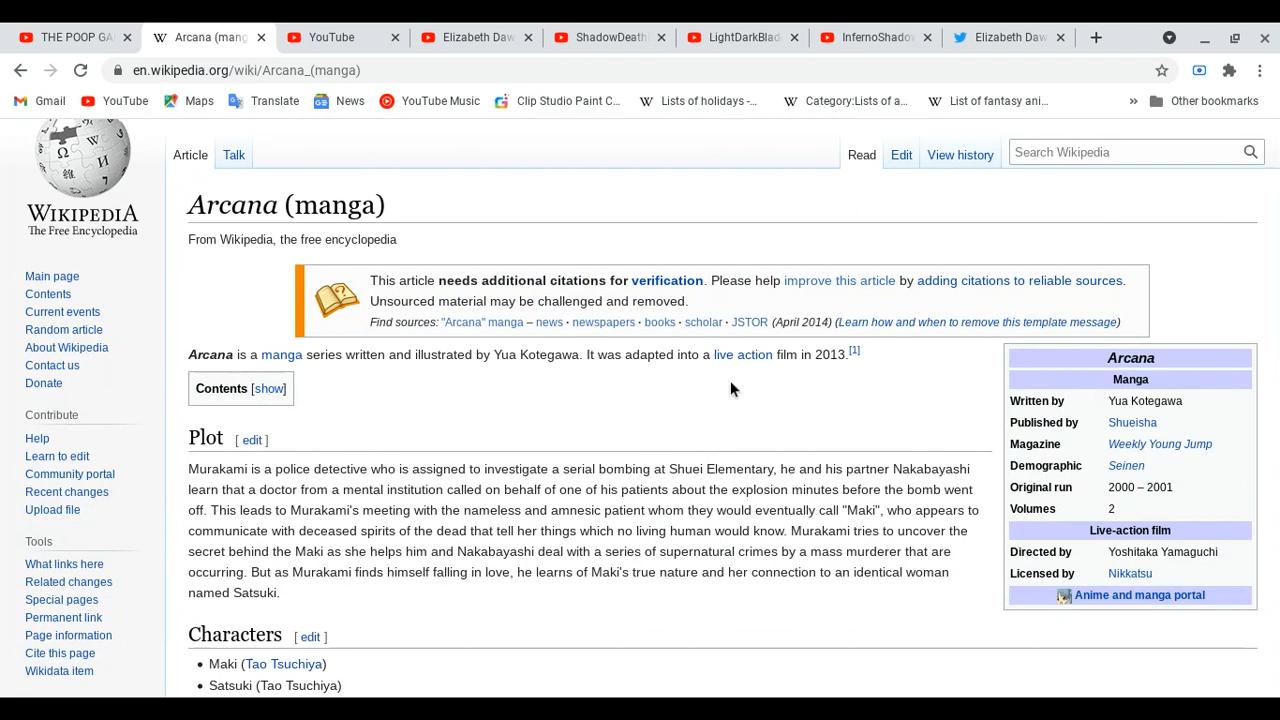 THE POOP GA
Arcana (mang
YouTube
Elizabeth Daw
ShadowDeath
LightDarkBlad
InfernoShado
Elizabeth Daw
en.wikipedia.org/wiki/Arcana_(manga)
Gmail YouTube Maps Translate News YouTube Music Clip Studio Paint C... Lists of holidays -... Category:Lists of a... List of fantasy ani... » Other bookmarks
WIKIPEDIA
The Free Encyclopedia
Main page
Contents
Current events
Random article
About Wikipedia
Contact us
Donate
Contribute
Help
Learn to edit
Community portal
Recent changes
Upload file
Tools
What links here
Related changes
Special pages
Permanent link
Page information
Cite this page
Wikidata item
Article Talk Read Edit View history Search Wikipedia
Arcana (manga)
From Wikipedia, the free encyclopedia
This article needs additional citations for verification. Please help improve this article by adding citations to reliable sources.
Unsourced material may be challenged and removed.
Find sources: "Arcana" manga – news · newspapers · books · scholar · JSTOR (April 2014) (Learn how and when to remove this template message)
Arcana is a manga series written and illustrated by Yua Kotegawa. It was adapted into a live action film in 2013.[1]
Contents [show]
Plot [ edit ]
Murakami is a police detective who is assigned to investigate a serial bombing at Shuei Elementary, he and his partner Nakabayashi
learn that a doctor from a mental institution called on behalf of one of his patients about the explosion minutes before the bomb went
off. This leads to Murakami's meeting with the nameless and amnesic patient whom they would eventually call "Maki", who appears to
communicate with deceased spirits of the dead that tell her things which no living human would know. Murakami tries to uncover the
secret behind the Maki as she helps him and Nakabayashi deal with a series of supernatural crimes by a mass murderer that are
occurring. But as Murakami finds himself falling in love, he learns of Maki's true nature and her connection to an identical woman
named Satsuki.
Characters [ edit ]
• Maki (Tao Tsuchiya)
• Satsuki (Tao Tsuchiya)
Arcana
Manga
Written by Yua Kotegawa
Published by Shueisha
Magazine Weekly Young Jump
Demographic Seinen
Original run 2000 – 2001
Volumes 2
Live-action film
Directed by Yoshitaka Yamaguchi
Licensed by Nikkatsu
Anime and manga portal